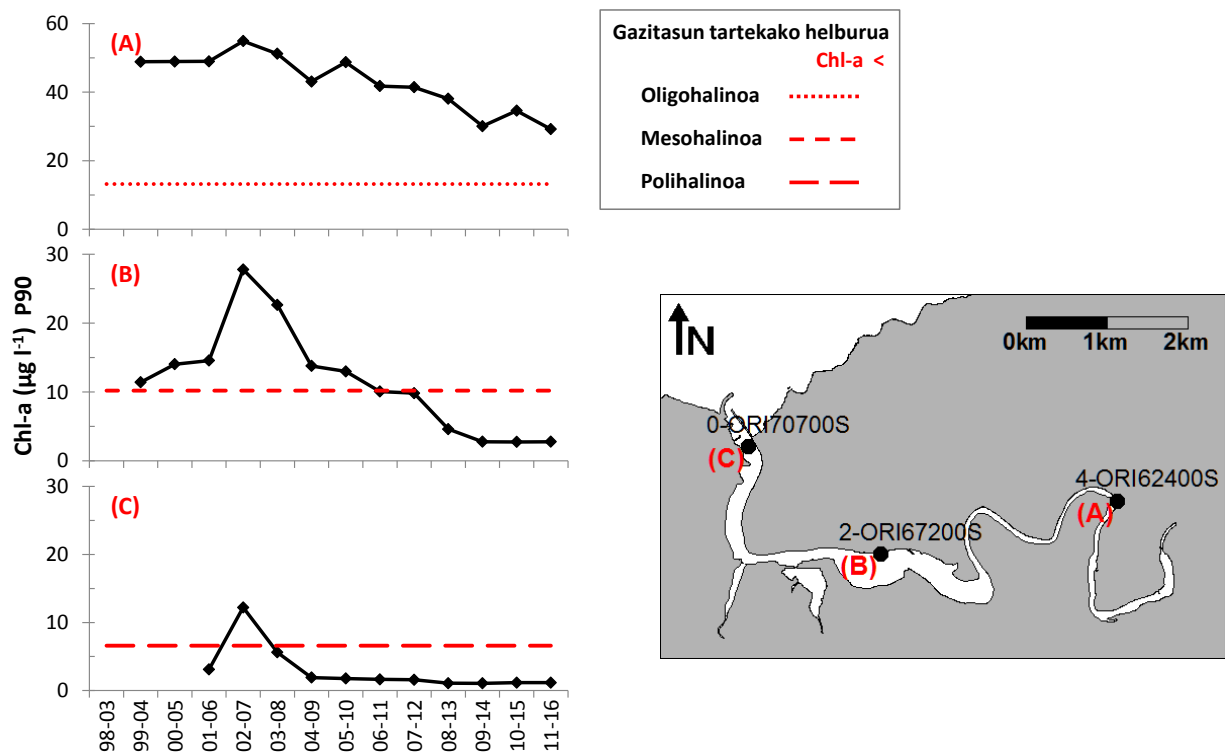 Chl-a (µg l⁻¹) P90
60
40
20
0
(A)
30
20
10
0
(B)
30
20
10
0
(C)
98-03
99-04
00-05
01-06
02-07
03-08
04-09
05-10
06-11
07-12
08-13
09-14
10-15
11-16
Gazitasun tartekako helburua
Chl-a <
Oligohalinoa
Mesohalinoa
Polihalinoa
N
0km 1km 2km
0-ORI70700S
(C)
4-ORI62400S
(A)
2-ORI67200S
(B)